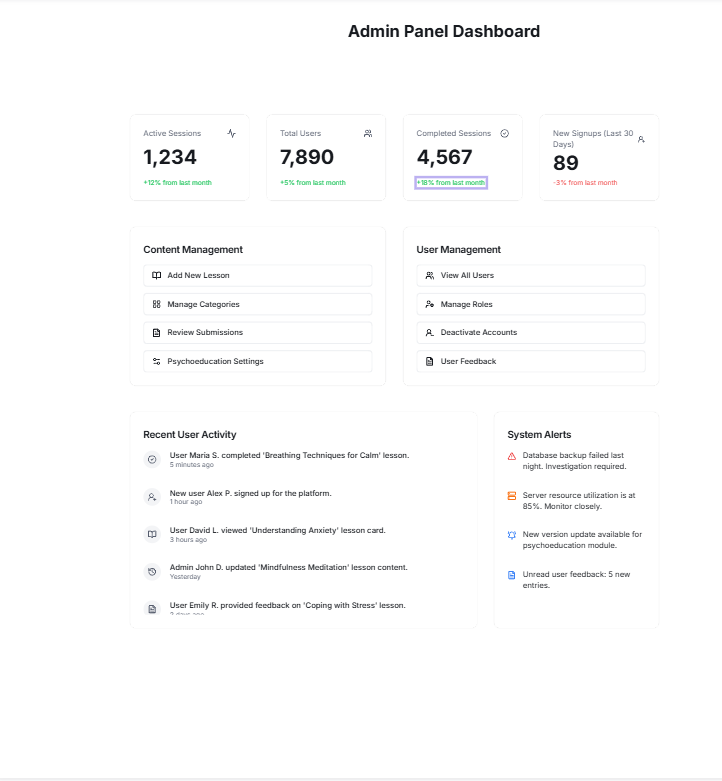 Admin Panel Dashboard
Active Sessions
1,234
+12% from last month
Total Users
7,890
+5% from last month
Completed Sessions
4,567
+18% from last month
New Signups (Last 30
Days)
89
-3% from last month
Content Management
Add New Lesson
Manage Categories
Review Submissions
Psychoeducation Settings
User Management
View All Users
Manage Roles
Deactivate Accounts
User Feedback
Recent User Activity
User Maria S. completed 'Breathing Techniques for Calm' lesson.
5 minutes ago
New user Alex P. signed up for the platform.
1 hour ago
User David L. viewed 'Understanding Anxiety' lesson card.
3 hours ago
Admin John D. updated 'Mindfulness Meditation' lesson content.
Yesterday
User Emily R. provided feedback on 'Coping with Stress' lesson.
2 days ago
System Alerts
Database backup failed last
night. Investigation required.
Server resource utilization is at
85%. Monitor closely.
New version update available for
psychoeducation module.
Unread user feedback: 5 new
entries.